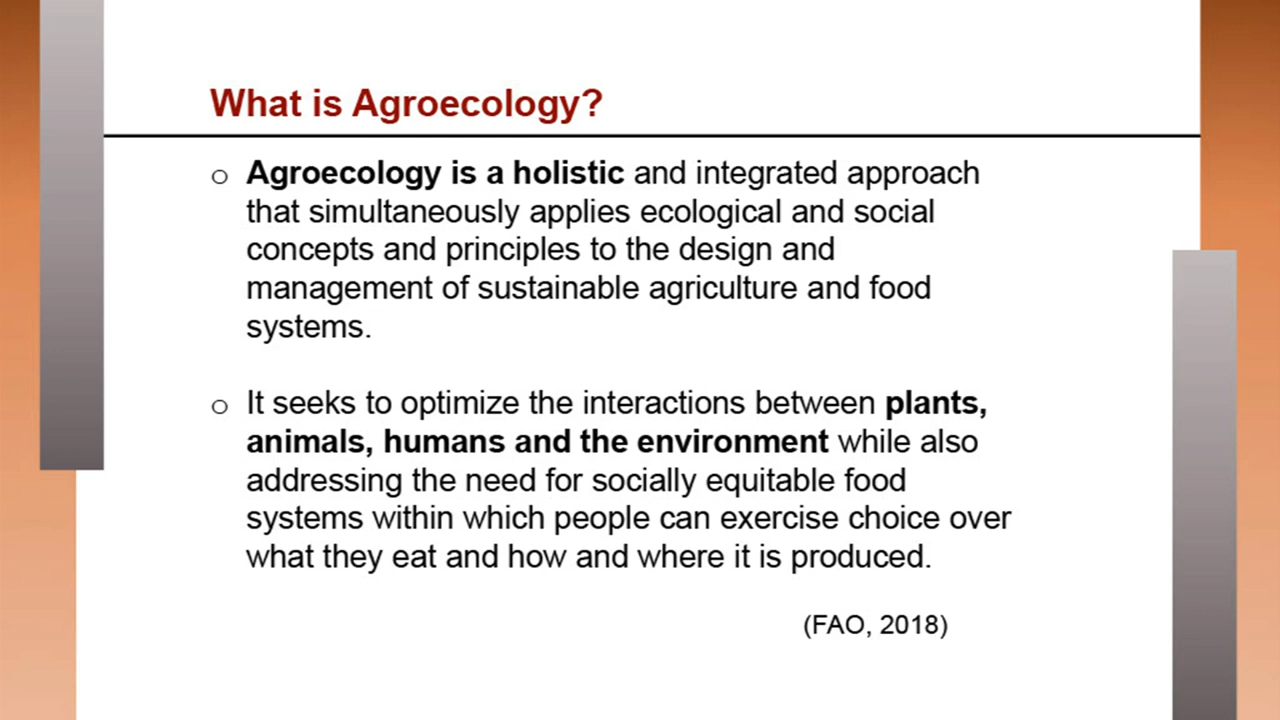 What is Agroecology?
o Agroecology is a holistic and integrated approach
that simultaneously applies ecological and social
concepts and principles to the design and
management of sustainable agriculture and food
systems.
o It seeks to optimize the interactions between plants,
animals, humans and the environment while also
addressing the need for socially equitable food
systems within which people can exercise choice over
what they eat and how and where it is produced.
(FAO, 2018)